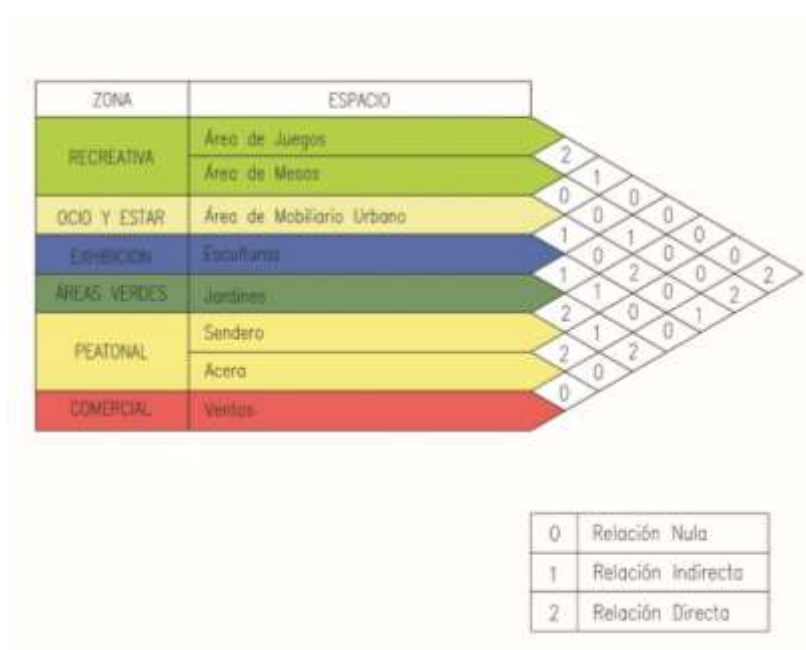 ZONA ESPACIO
RECREATIVA
Área de Juegos
Área de Mesas
OCIO Y ESTAR Área de Mobiliario Urbano
EXHIBICION Esculturas
ÁREAS VERDES Jardines
PEATONAL
Sendero
Acera
COMERCIAL Ventas
2 1 0 0 0 0 2
0 0 1 0 0 2
1 0 2 0 1
1 1 0 0
2 1 2
2 0
0
0 Relación Nula
1 Relación Indirecta
2 Relación Directa